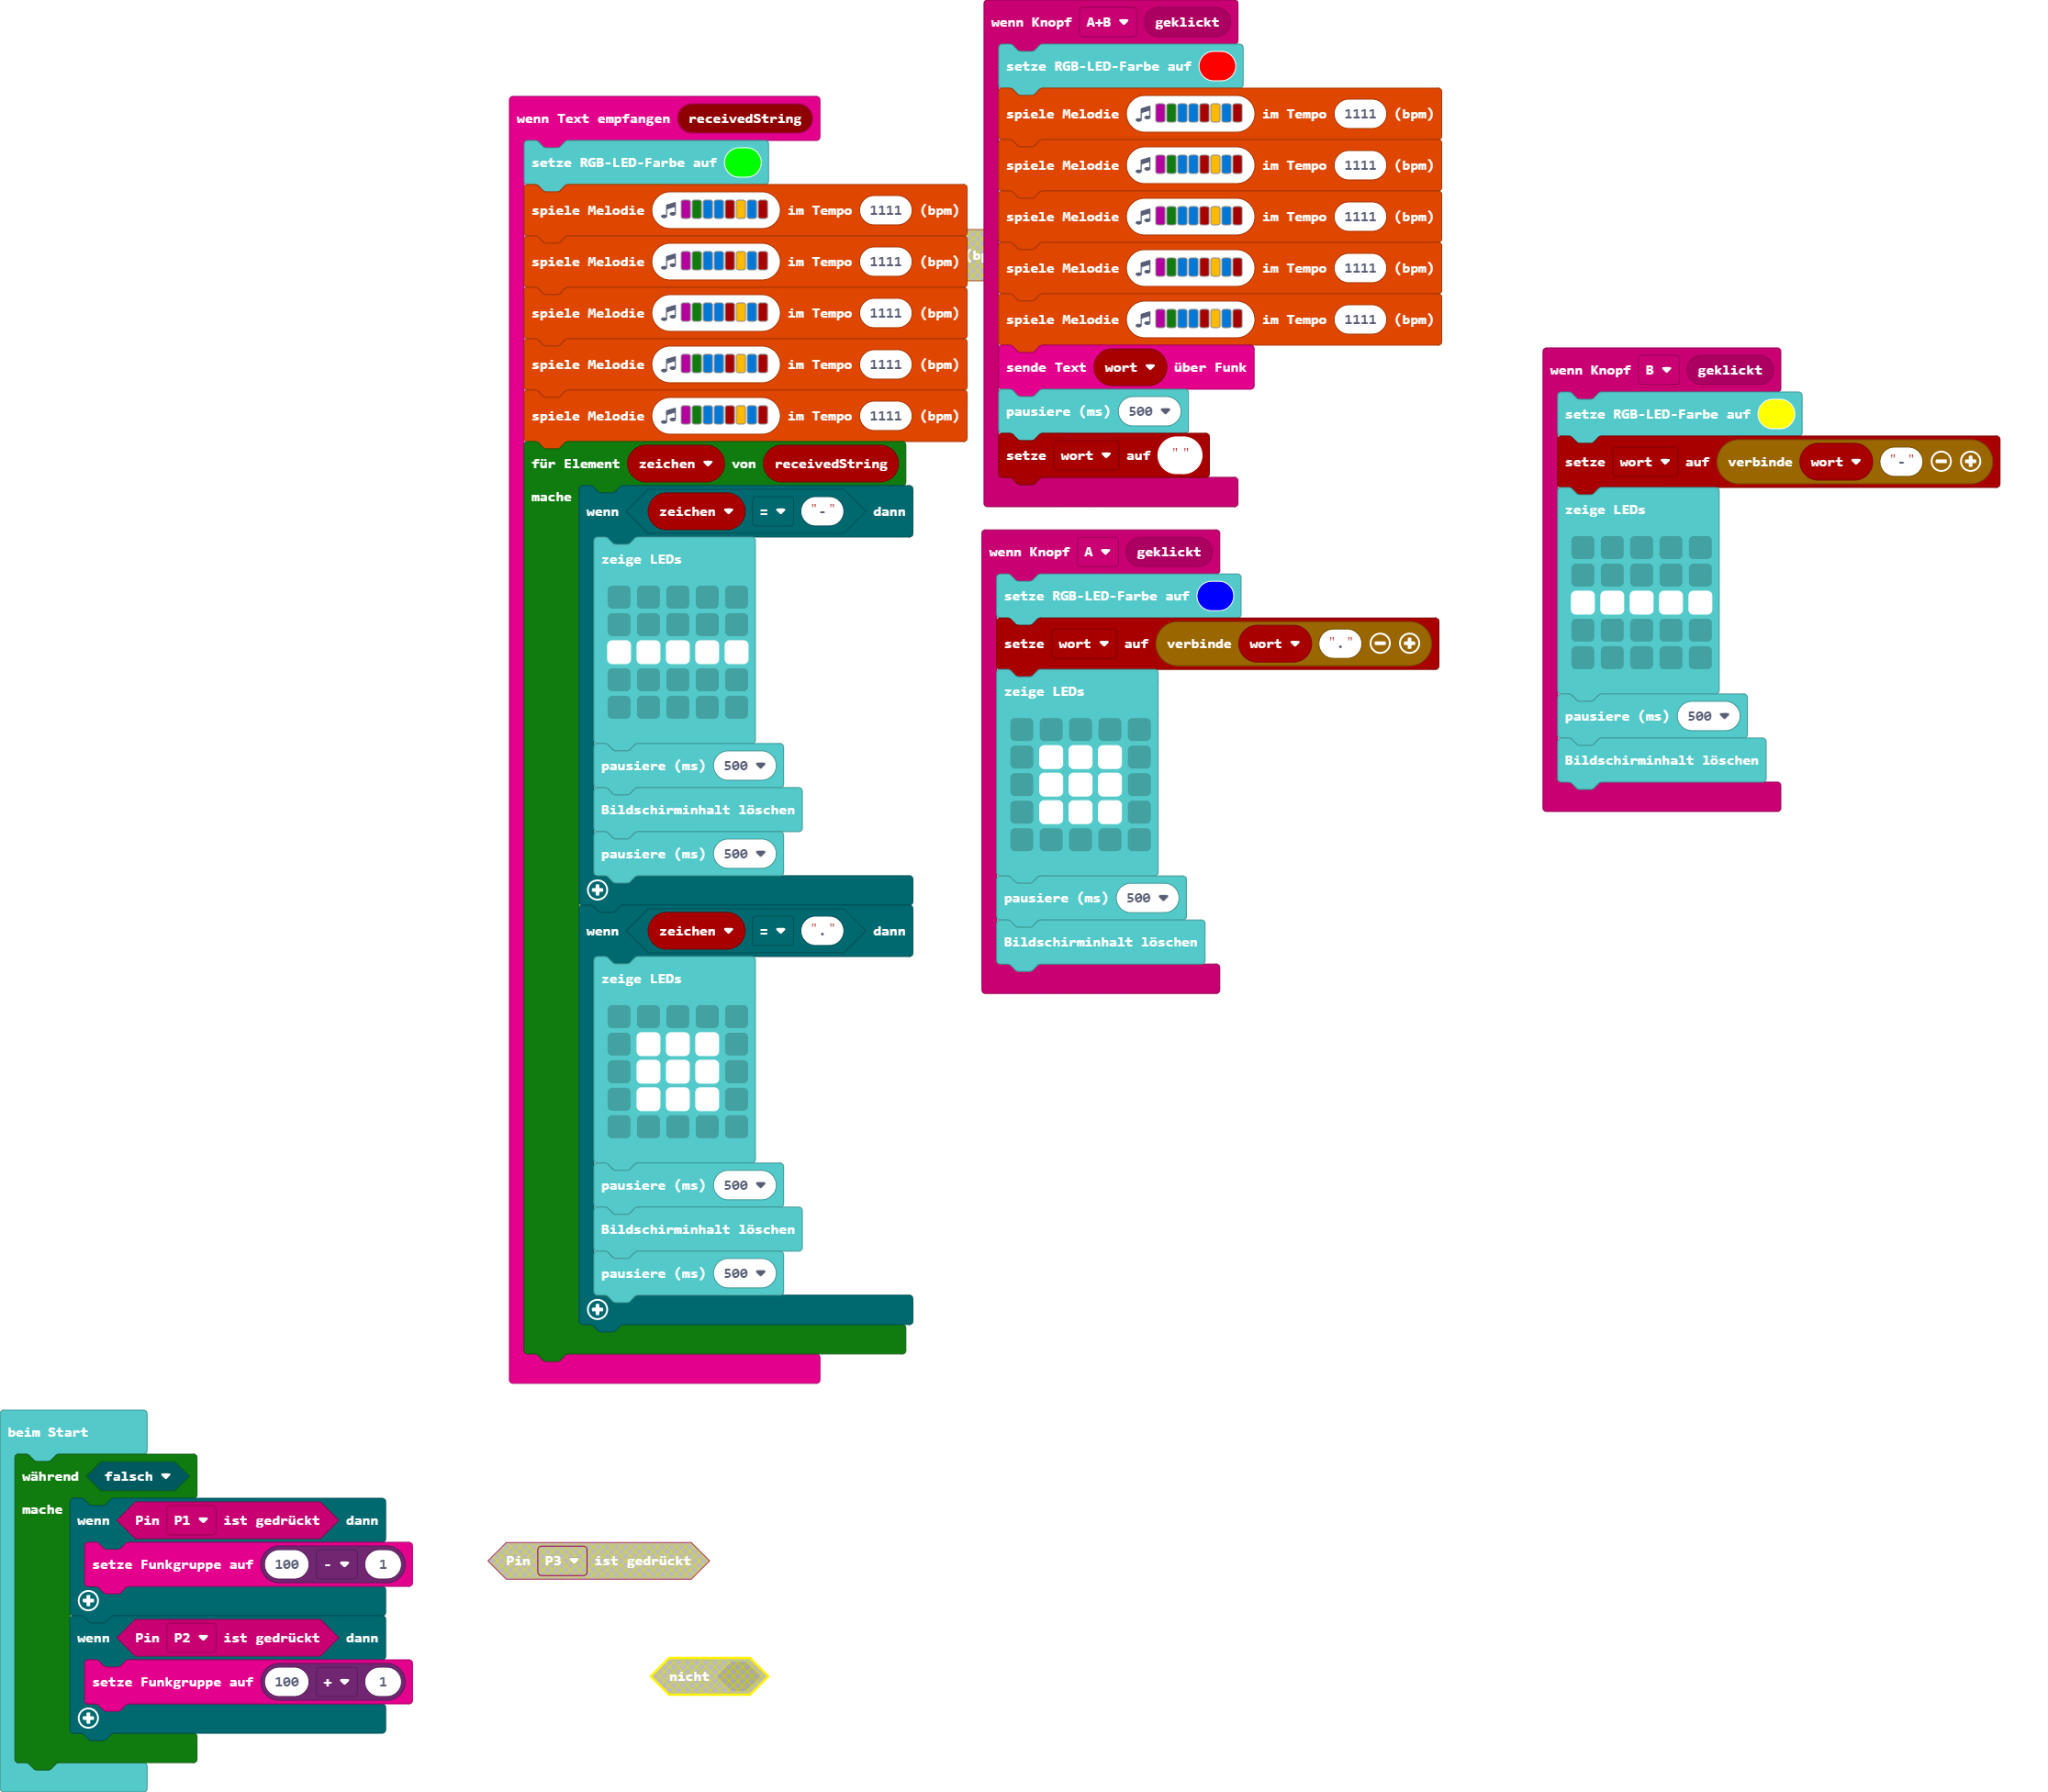 wenn Knopf A+B geklickt
setze RGB-LED-Farbe auf
spiele Melodie im Tempo 1111 (bpm)
spiele Melodie im Tempo 1111 (bpm)
spiele Melodie im Tempo 1111 (bpm)
spiele Melodie im Tempo 1111 (bpm)
spiele Melodie im Tempo 1111 (bpm)
sende Text wort über Funk
pausiere (ms) 500
setze wort auf " "
wenn Text empfangen receivedString
setze RGB-LED-Farbe auf
spiele Melodie im Tempo 1111 (bpm)
spiele Melodie im Tempo 1111 (bpm)
spiele Melodie im Tempo 1111 (bpm)
spiele Melodie im Tempo 1111 (bpm)
spiele Melodie im Tempo 1111 (bpm)
für Element zeichen von receivedString
mache
wenn zeichen = "-" dann
zeige LEDs
pausiere (ms) 500
Bildschirminhalt löschen
pausiere (ms) 500
wenn zeichen = "." dann
zeige LEDs
pausiere (ms) 500
Bildschirminhalt löschen
pausiere (ms) 500
wenn Knopf A geklickt
setze RGB-LED-Farbe auf
setze wort auf verbinde wort "."
zeige LEDs
pausiere (ms) 500
Bildschirminhalt löschen
wenn Knopf B geklickt
setze RGB-LED-Farbe auf
setze wort auf verbinde wort "-"
zeige LEDs
pausiere (ms) 500
Bildschirminhalt löschen
beim Start
während falsch
mache
wenn Pin P1 ist gedrückt dann
setze Funkgruppe auf 100 - 1
wenn Pin P2 ist gedrückt dann
setze Funkgruppe auf 100 + 1
Pin P3 ist gedrückt
nicht